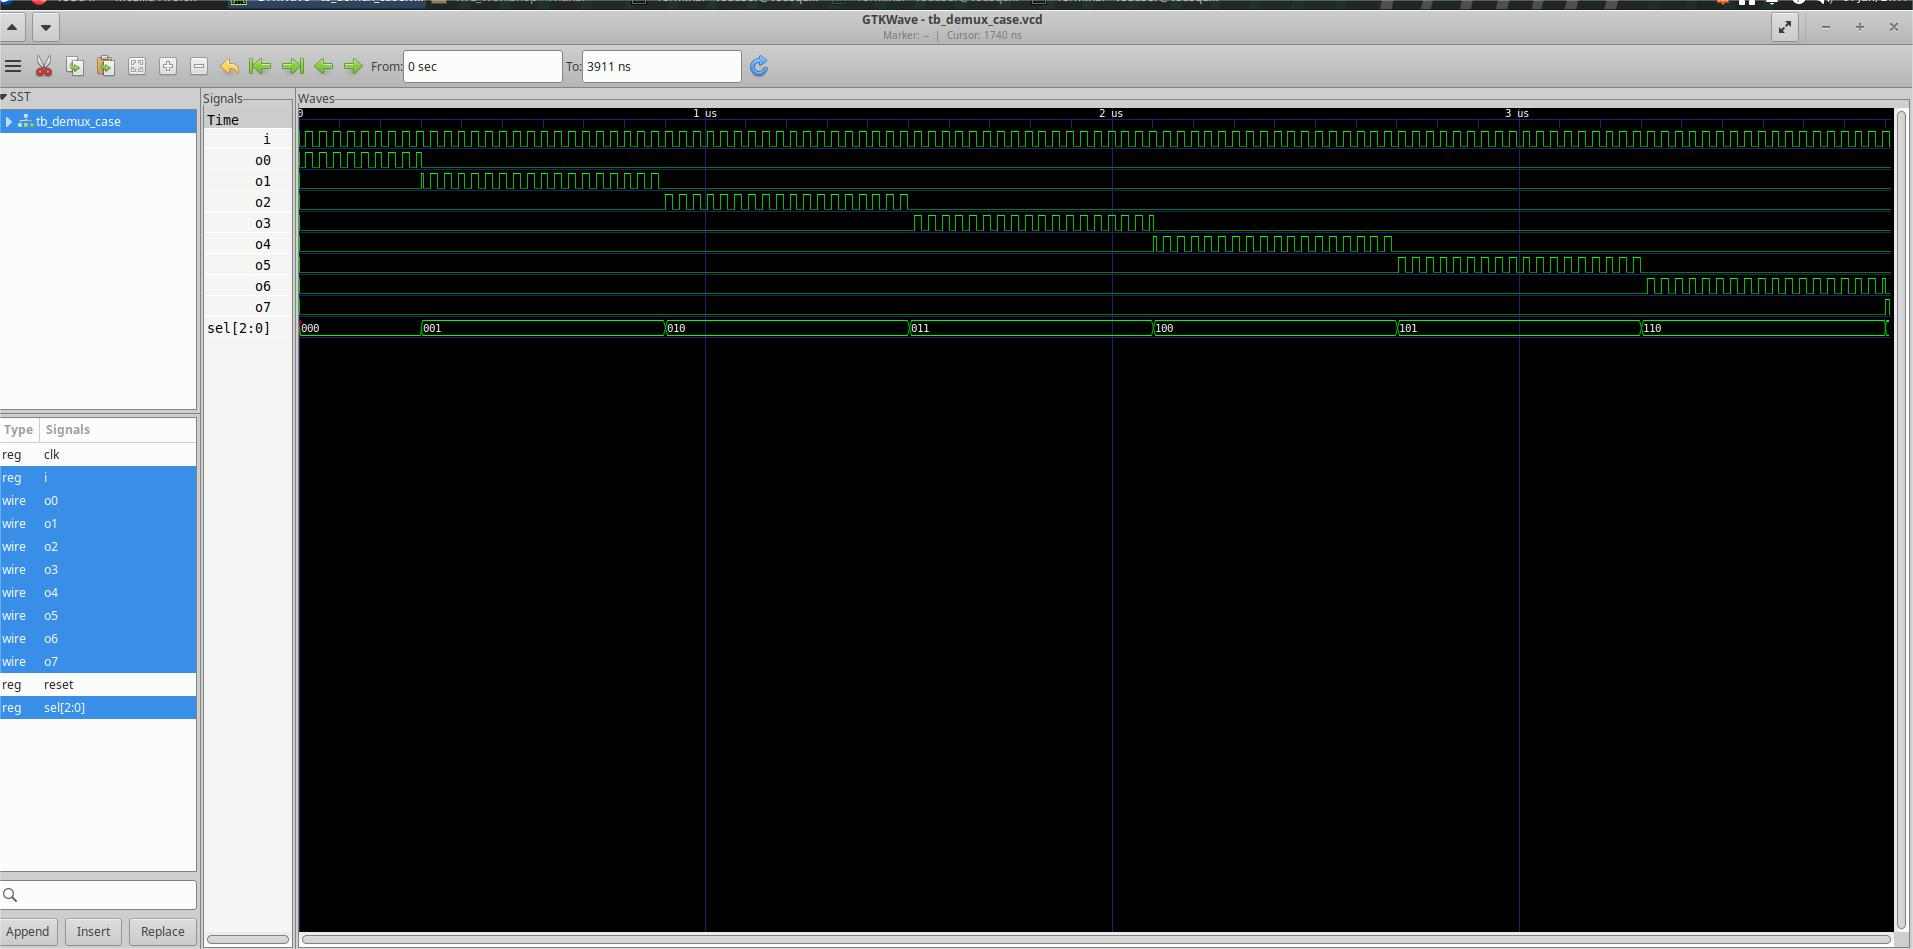 GTKWave - tb_demux_case.vcd
Marker: -- | Cursor: 1740 ns
From: 0 sec To: 3911 ns
SST
tb_demux_case
Type Signals
reg clk
reg i
wire o0
wire o1
wire o2
wire o3
wire o4
wire o5
wire o6
wire o7
reg reset
reg sel[2:0]
Append Insert Replace
Signals
Time
i
o0
o1
o2
o3
o4
o5
o6
o7
sel[2:0]
Waves
0 1 us 2 us 3 us
000 001 010 011 100 101 110